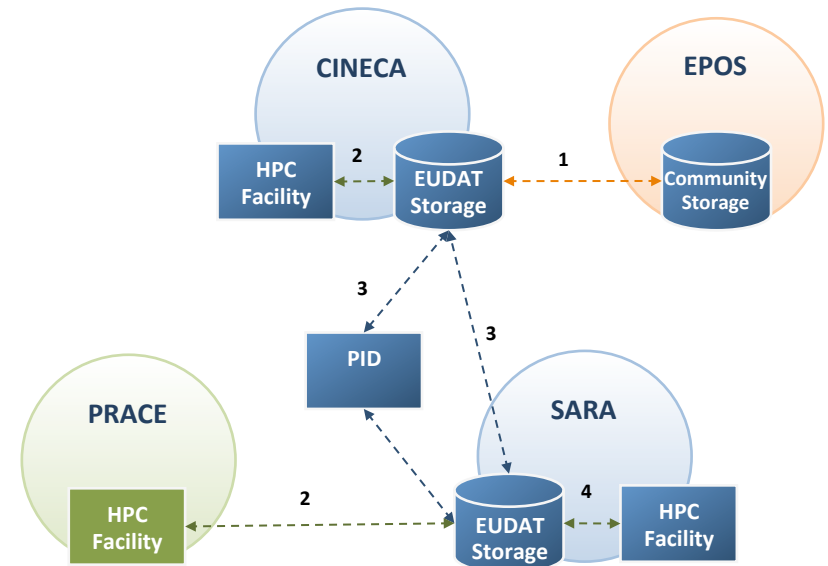 CINECA
EPOS
HPC
Facility
2
EUDAT
Storage
1
Community
Storage
3
3
PID
PRACE
SARA
HPC
Facility
2
EUDAT
Storage
4
HPC
Facility